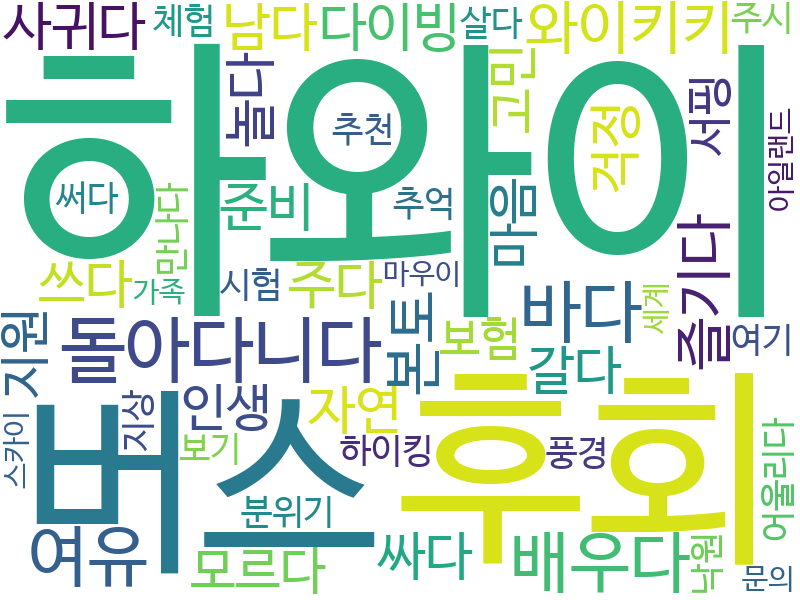 사귀다 체험 남다 다이빙 살다 와이키키 주시
하와이
놀다 추천 고민 걱정 서핑 아일랜드
써다 만나다 준비 추억 마음
쓰다 가족 시험 주다 마우이 바다 세계 즐기다 여기
지원 돌아다니다 본토 보험 갈다
버스 후회
스카이 지상 인생 보기 자연 하이킹 풍경 어울리다
분위기
여유 모르다 싸다 배우다 낙원 문의